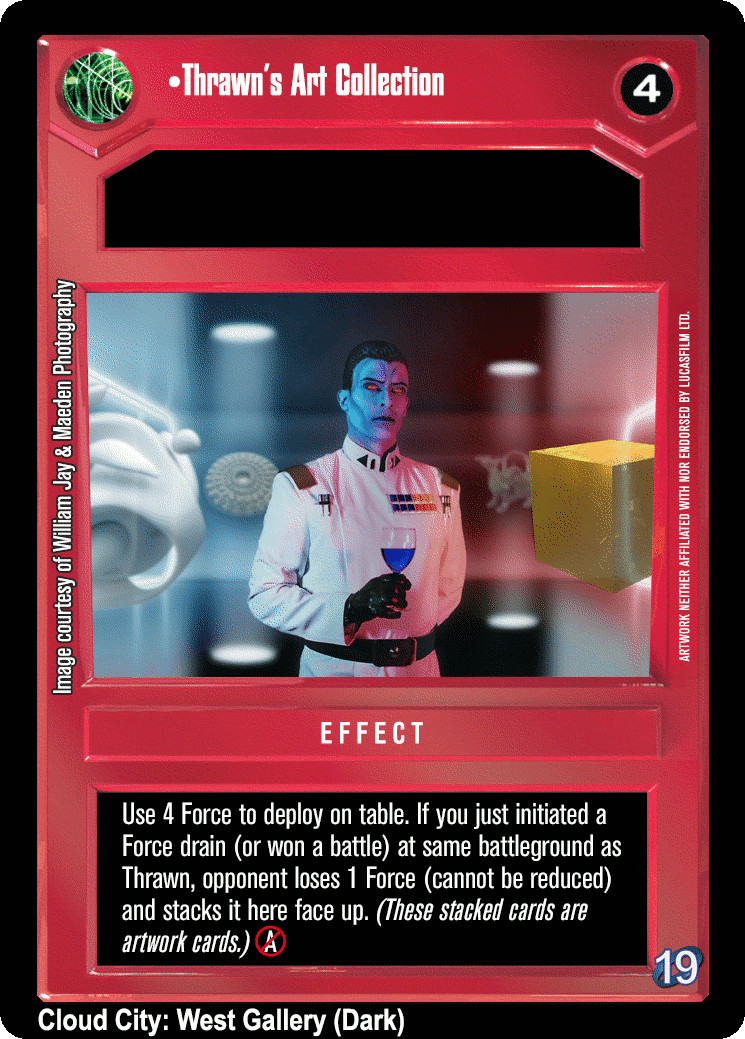 •Thrawn's Art Collection
4
Image courtesy of William Jay & Maeden Photography
ARTWORK NEITHER AFFILIATED WITH NOR ENDORSED BY LUCASFILM LTD.
EFFECT
Use 4 Force to deploy on table. If you just initiated a
Force drain (or won a battle) at same battleground as
Thrawn, opponent loses 1 Force (cannot be reduced)
and stacks it here face up. (These stacked cards are
artwork cards.) A
19
Cloud City: West Gallery (Dark)